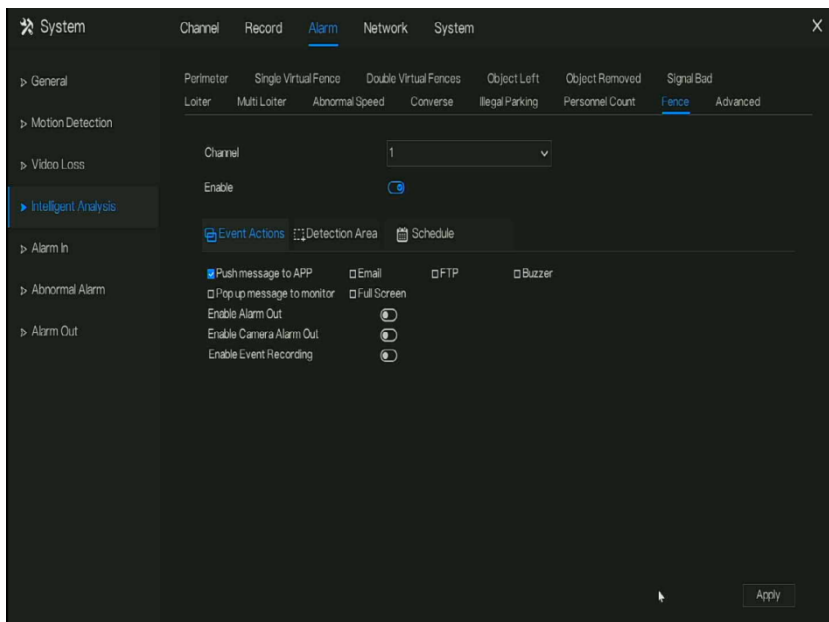 System
Channel Record Alarm Network System X
General
Motion Detection
Video Loss
Intelligent Analysis
Alarm In
Abnormal Alarm
Alarm Out
Perimeter Single Virtual Fence Double Virtual Fences Object Left Object Removed Signal Bad
Loiter Multi Loiter Abnormal Speed Converse Illegal Parking Personnel Count Fence Advanced
Channel 1
Enable
Event Actions Detection Area Schedule
Push message to APP Email FTP Buzzer
Pop up message to monitor Full Screen
Enable Alarm Out
Enable Camera Alarm Out
Enable Event Recording
Apply